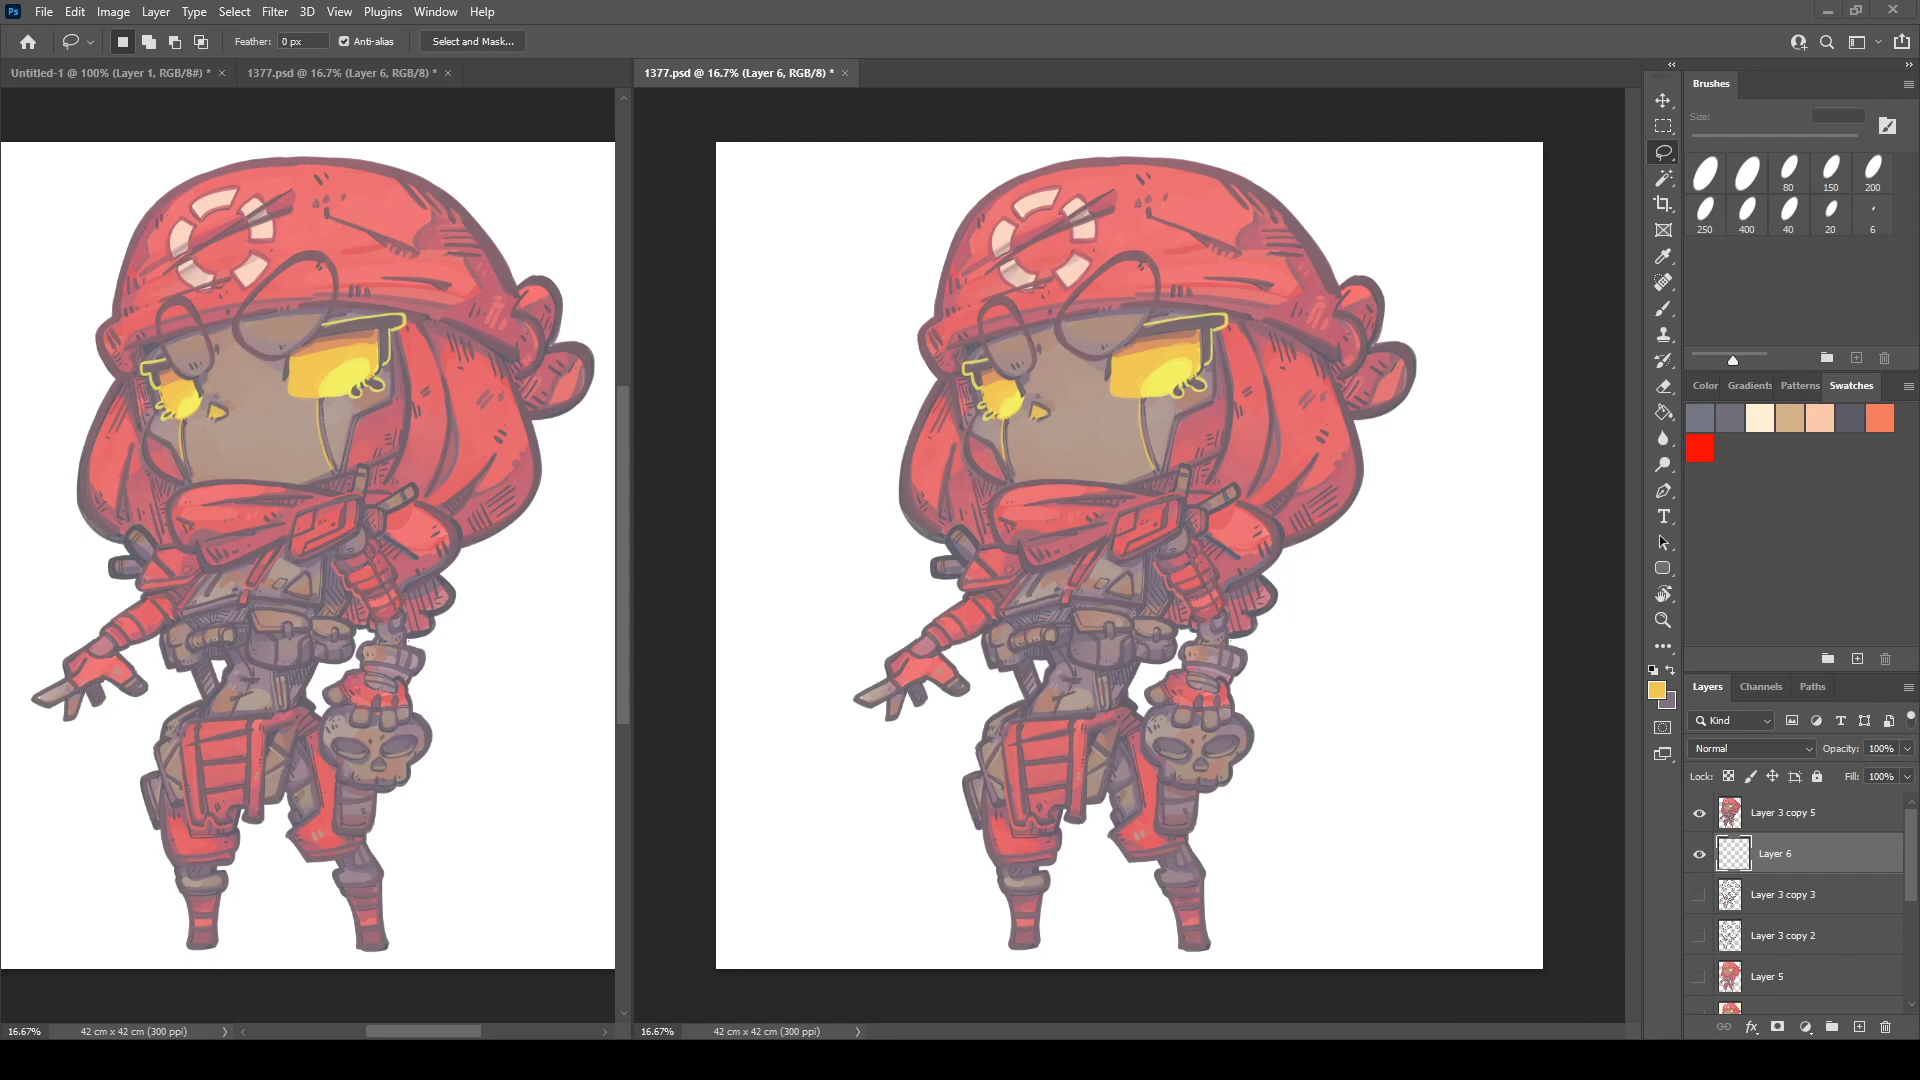 Ps File Edit Image Layer Type Select Filter 3D View Plugins Window Help
Feather: 0 px Anti-alias Select and Mask...
Untitled-1 @ 100% (Layer 1, RGB/8#) * × 1377.psd @ 16.7% (Layer 6, RGB/8) * ×
1377.psd @ 16.7% (Layer 6, RGB/8) * ×
Brushes
Size:
80 150 200
250 400 40 20 6
Color Gradients Patterns Swatches
Layers Channels Paths
Kind
Normal Opacity: 100%
Lock: Fill: 100%
Layer 3 copy 5
Layer 6
Layer 3 copy 3
Layer 3 copy 2
Layer 5
16.67% 42 cm x 42 cm (300 ppi)
16.67% 42 cm x 42 cm (300 ppi)